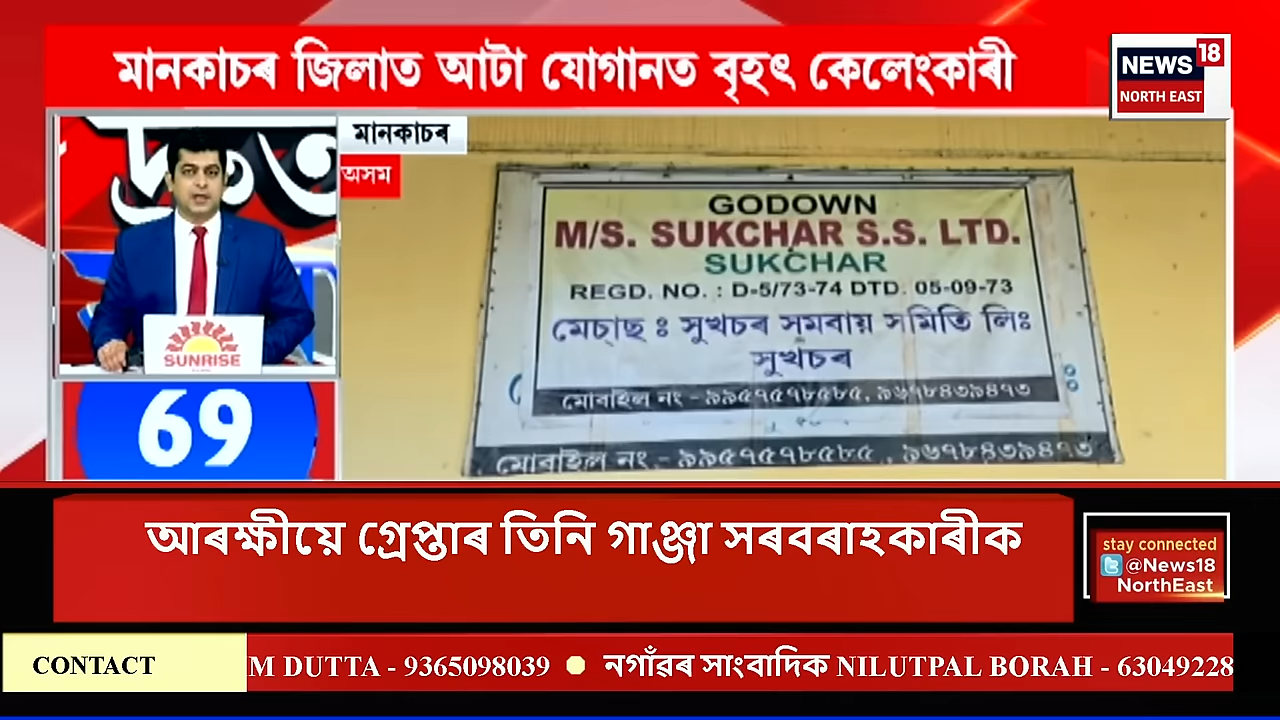 মানকাচৰ জিলাত আটা যোগানত বৃহৎ কেলেংকাৰী
NEWS 18
NORTH EAST
মানকাচৰ
অসম
GODOWN
M/S. SUKCHAR S.S. LTD.
SUKCHAR
REGD. NO. : D-5/73-74 DTD. 05-09-73
মেচাছ ঃ সুখচৰ সমবায় সমিতি লিঃ
সুখচৰ
মোবাইল নং - ৯৯৫৭৫৭৮৫৮৫, ৯৬৭৮৪৩৯৪৭৩
মোবাইল নং - ৯৯৫৭৫৭৮৫৮৫, ৯৬৭৮৪৩৯৪৭৩
SUNRISE
69
আৰক্ষীয়ে গ্ৰেপ্তাৰ তিনি গাঞ্জা সৰবৰাহকাৰীক
stay connected
@News18
NorthEast
CONTACT
M DUTTA - 9365098039 ● নগাঁৱৰ সাংবাদিক NILUTPAL BORAH - 63049228